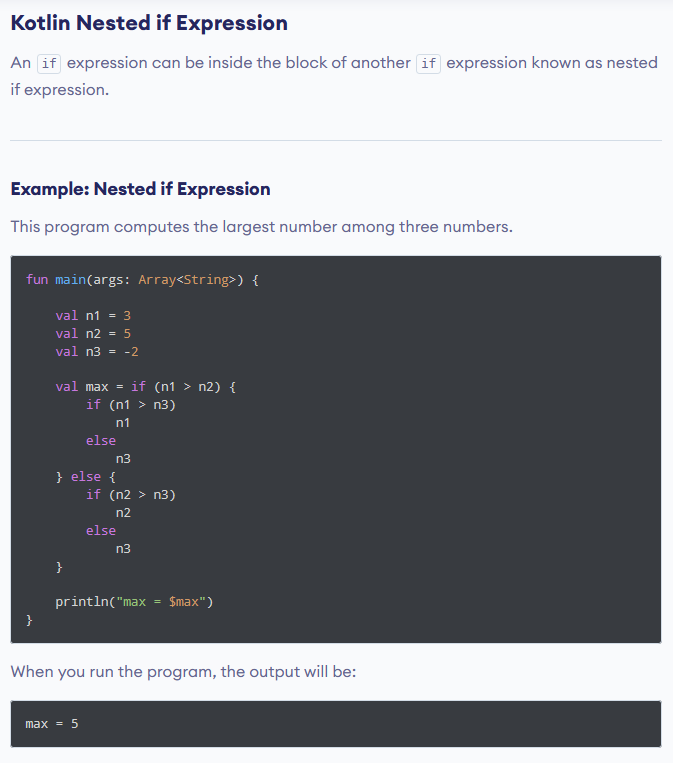 Kotlin Nested if Expression
An if expression can be inside the block of another if expression known as nested
if expression.
Example: Nested if Expression
This program computes the largest number among three numbers.
fun main(args: Array<String>) {
    val n1 = 3
    val n2 = 5
    val n3 = -2
    val max = if (n1 > n2) {
        if (n1 > n3)
            n1
        else
            n3
    } else {
        if (n2 > n3)
            n2
        else
            n3
    }
    println("max = $max")
}
When you run the program, the output will be:
max = 5